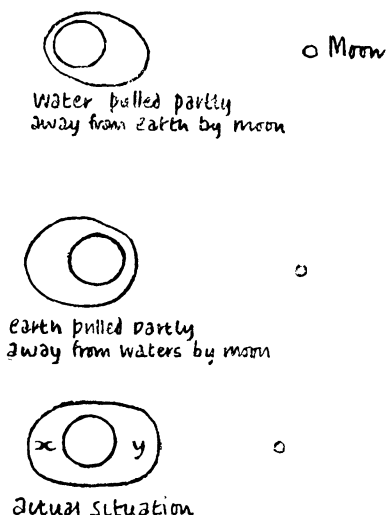 Moon
Water pulled partly
away from earth by moon
earth pulled partly
away from waters by moon
x y
actual situation